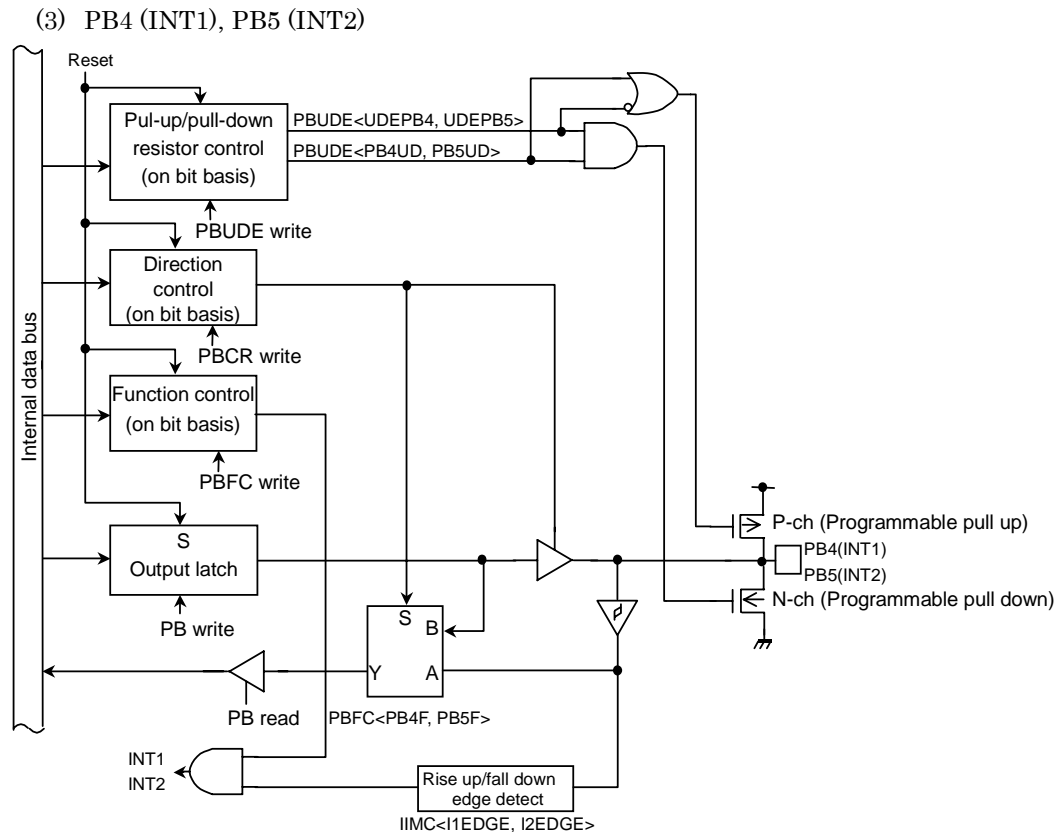 (3) PB4 (INT1), PB5 (INT2)
Reset
Pul-up/pull-down
resistor control
(on bit basis)
PBUDE<UDEPB4, UDEPB5>
PBUDE<PB4UD, PB5UD>
PBUDE write
Direction
control
(on bit basis)
PBCR write
Internal data bus
Function control
(on bit basis)
PBFC write
S
Output latch
PB write
P-ch (Programmable pull up)
PB4(INT1)
PB5(INT2)
N-ch (Programmable pull down)
S
B
Y
A
PB read
PBFC<PB4F, PB5F>
INT1
INT2
Rise up/fall down
edge detect
IIMC<I1EDGE, I2EDGE>